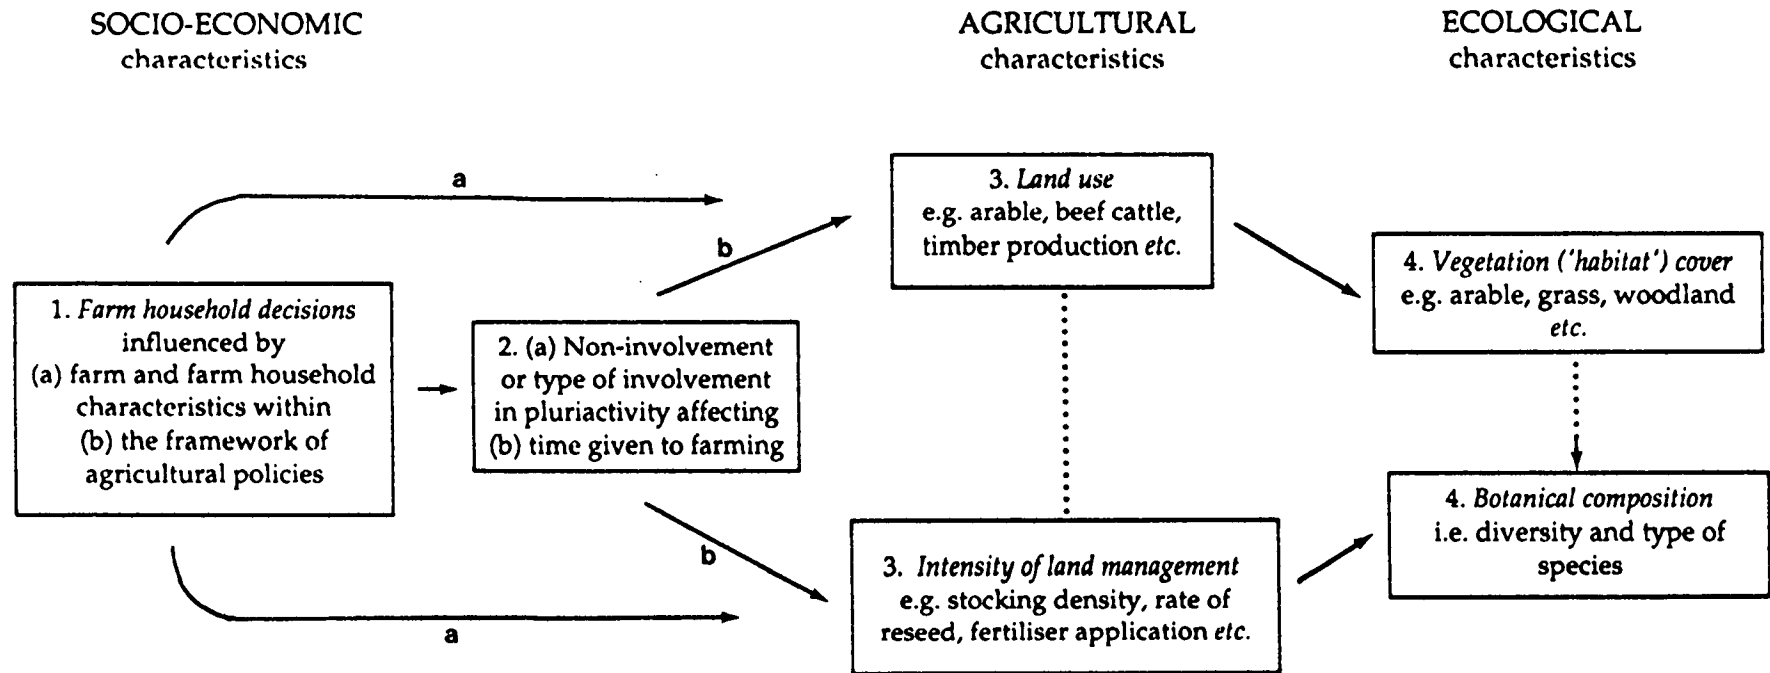 SOCIO-ECONOMIC
characteristics
AGRICULTURAL
characteristics
ECOLOGICAL
characteristics
a
b
3. Land use
e.g. arable, beef cattle,
timber production etc.
4. Vegetation ('habitat') cover
e.g. arable, grass, woodland
etc.
1. Farm household decisions
influenced by
(a) farm and farm household
characteristics within
(b) the framework of
agricultural policies
2. (a) Non-involvement
or type of involvement
in pluriactivity affecting
(b) time given to farming
4. Botanical composition
i.e. diversity and type of
species
b
3. Intensity of land management
e.g. stocking density, rate of
reseed, fertiliser application etc.
a